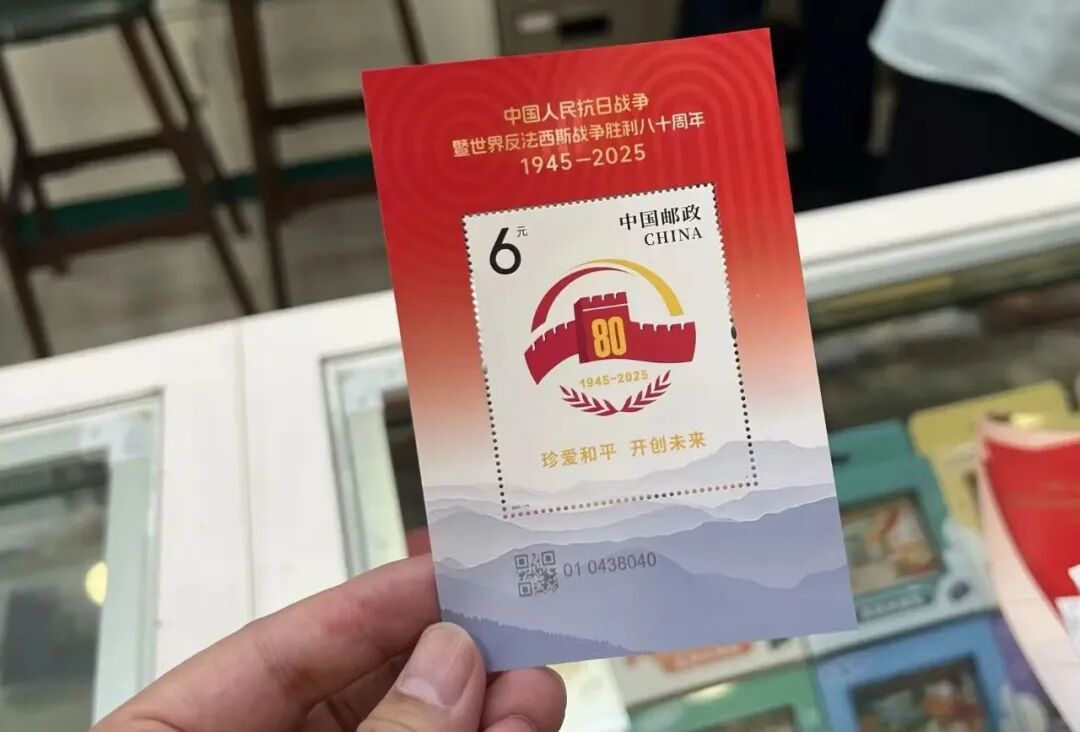 中国人民抗日战争
暨世界反法西斯战争胜利八十周年
1945－2025
6元
中国邮政
CHINA
80
1945-2025
珍爱和平 开创未来
01 0438040